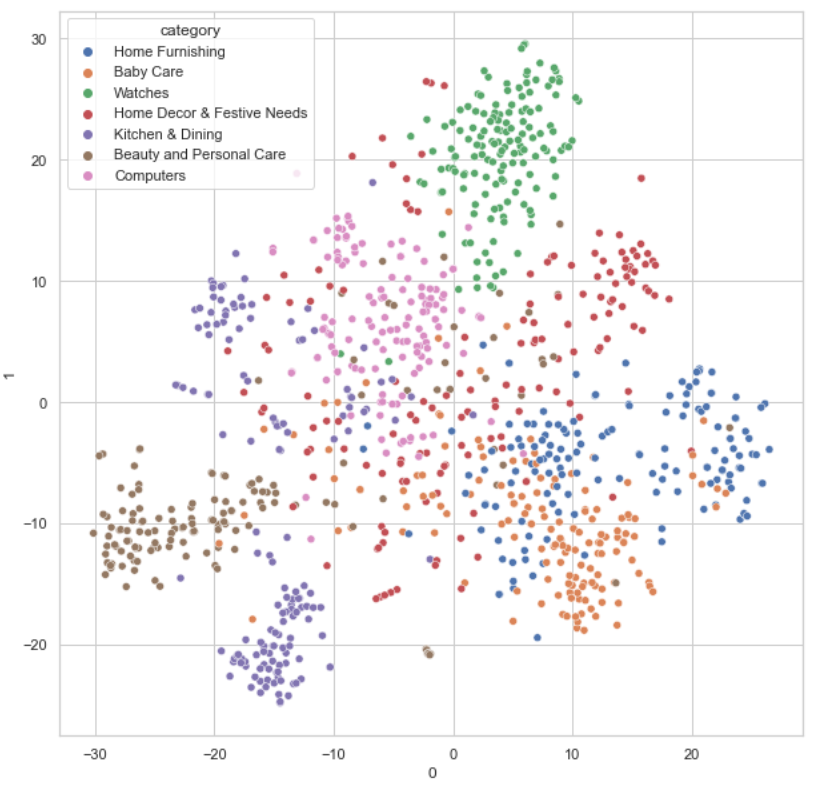 category
Home Furnishing
Baby Care
Watches
Home Decor & Festive Needs
Kitchen & Dining
Beauty and Personal Care
Computers
30
20
10
0
−10
−20
1
−30
−20
−10
0
10
20
0